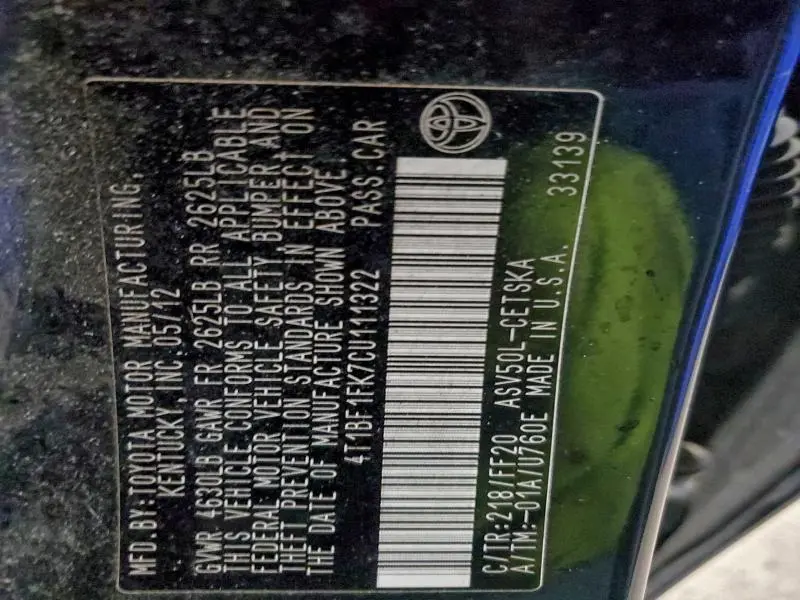 MFD.BY:TOYOTA MOTOR MANUFACTURING,
KENTUCKY,INC.05/12
GWR 4630LB GAWR FR 2625LB RR 2625LB
THIS VEHICLE CONFORMS TO ALL APPLICABLE
FEDERAL MOTOR VEHICLE SAFETY BUMPER,AND
THEFT PREVENTION STANDARDS IN EFFECT ON
THE DATE OF MANUFACTURE SHOWN ABOVE.
4T1BF1FK7CU111322 PASS.CAR
C/TR:218/FF20 ASV50L-CETSKA
A/TM:-01A/U760E MADE IN U.S.A. 33139